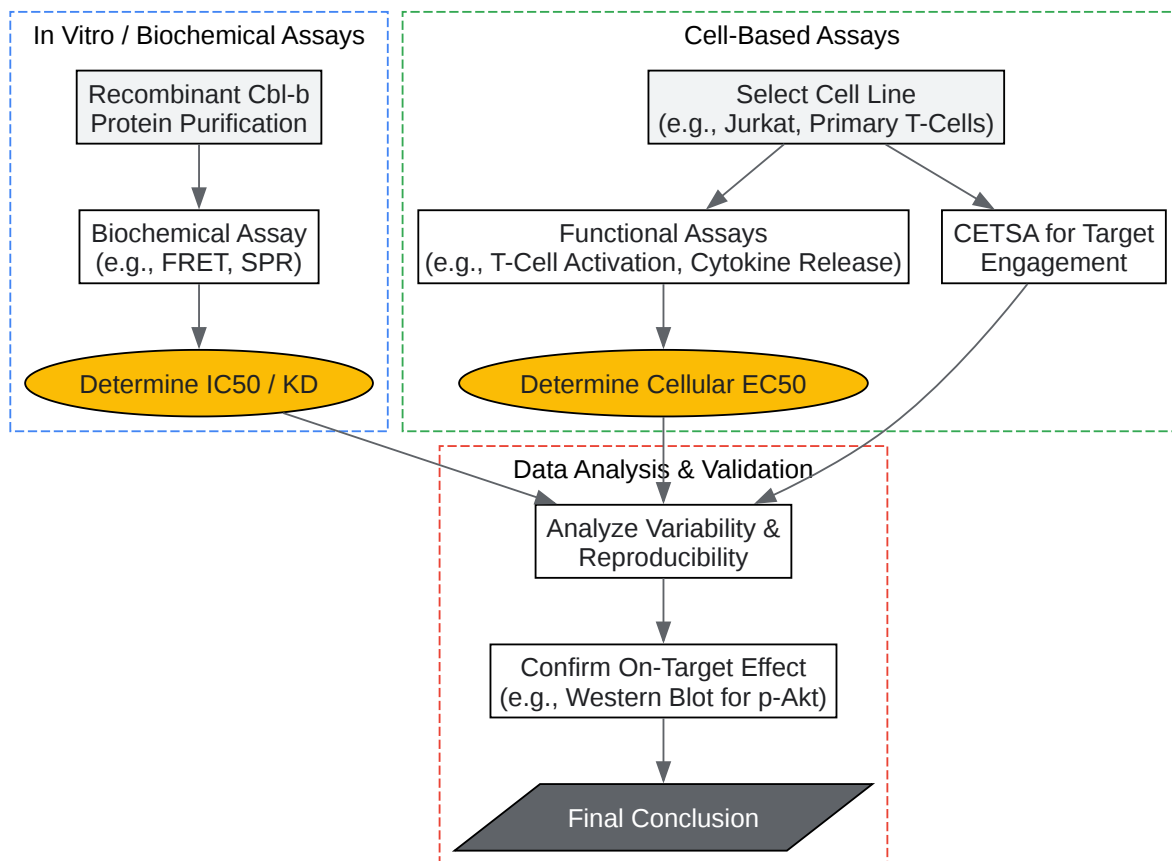 In Vitro / Biochemical Assays
Recombinant Cbl-b
Protein Purification
Biochemical Assay
(e.g., FRET, SPR)
Determine IC50 / KD
Cell-Based Assays
Select Cell Line
(e.g., Jurkat, Primary T-Cells)
Functional Assays
(e.g., T-Cell Activation, Cytokine Release)
CETSA for Target
Engagement
Determine Cellular EC50
Data Analysis & Validation
Analyze Variability &
Reproducibility
Confirm On-Target Effect
(e.g., Western Blot for p-Akt)
Final Conclusion